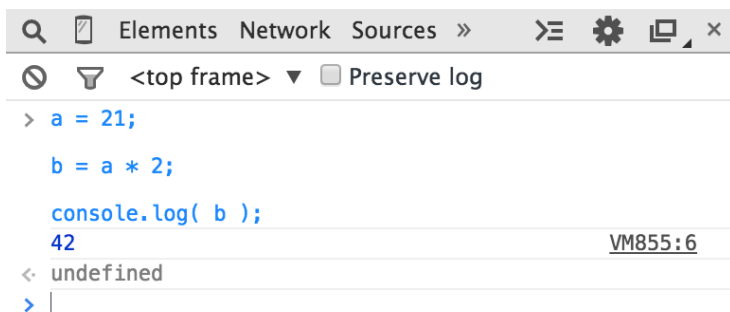 Elements Network Sources »
<top frame> ▼ Preserve log
> a = 21;
b = a * 2;
console.log( b );
42 VM855:6
<· undefined
>